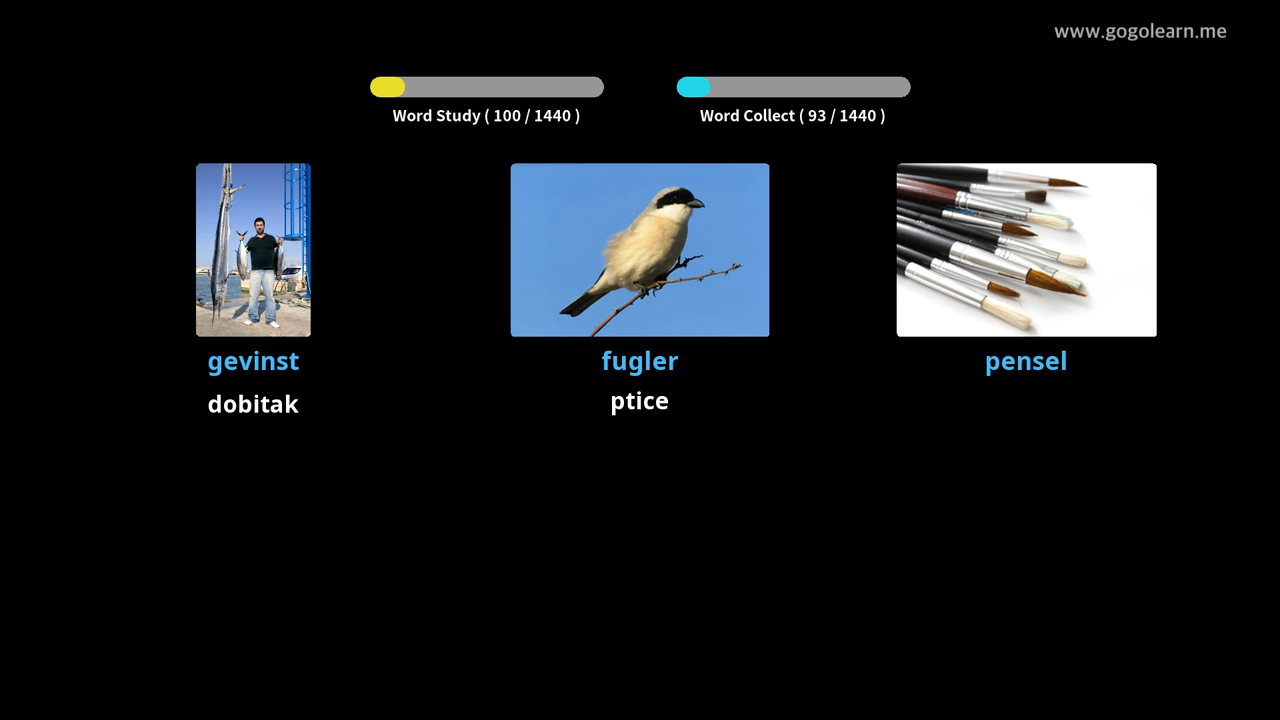 www.gogolearn.me
Word Study ( 100 / 1440 )
Word Collect ( 93 / 1440 )
gevinst
fugler
pensel
dobitak
ptice